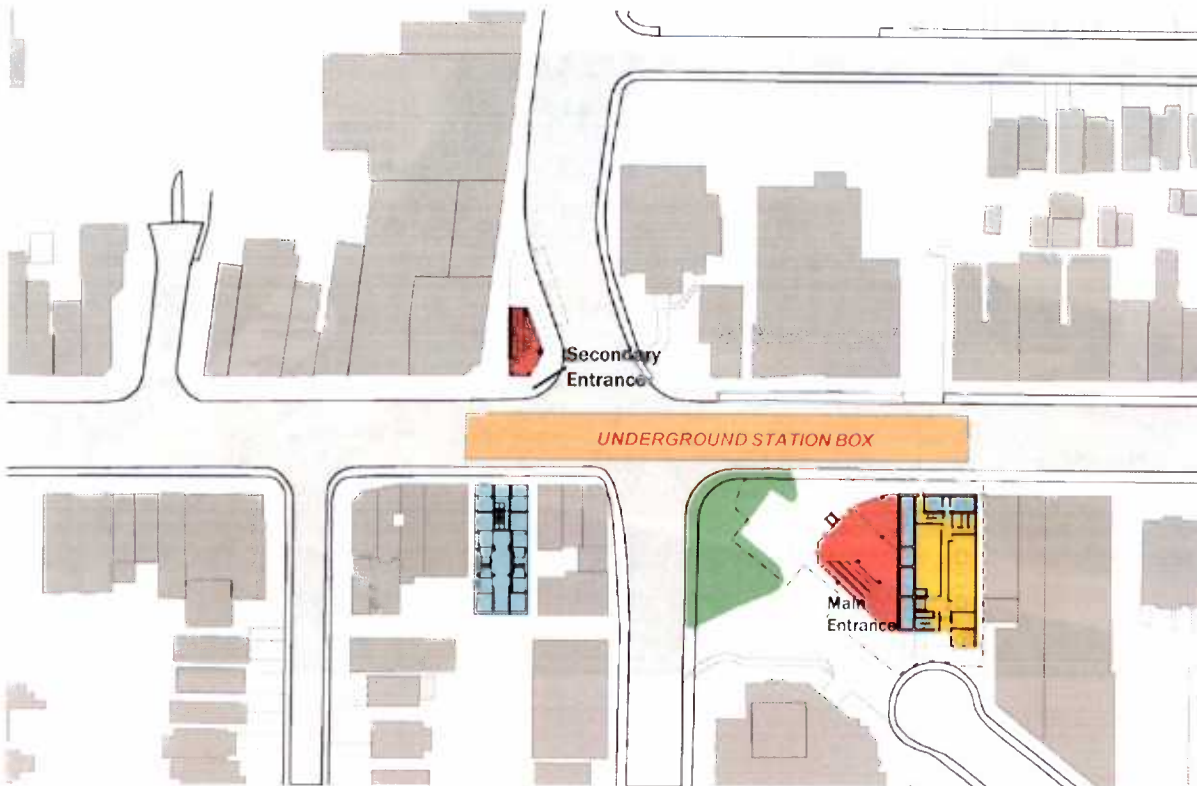 Secondary
Entrance
UNDERGROUND STATION BOX
Main
Entrance